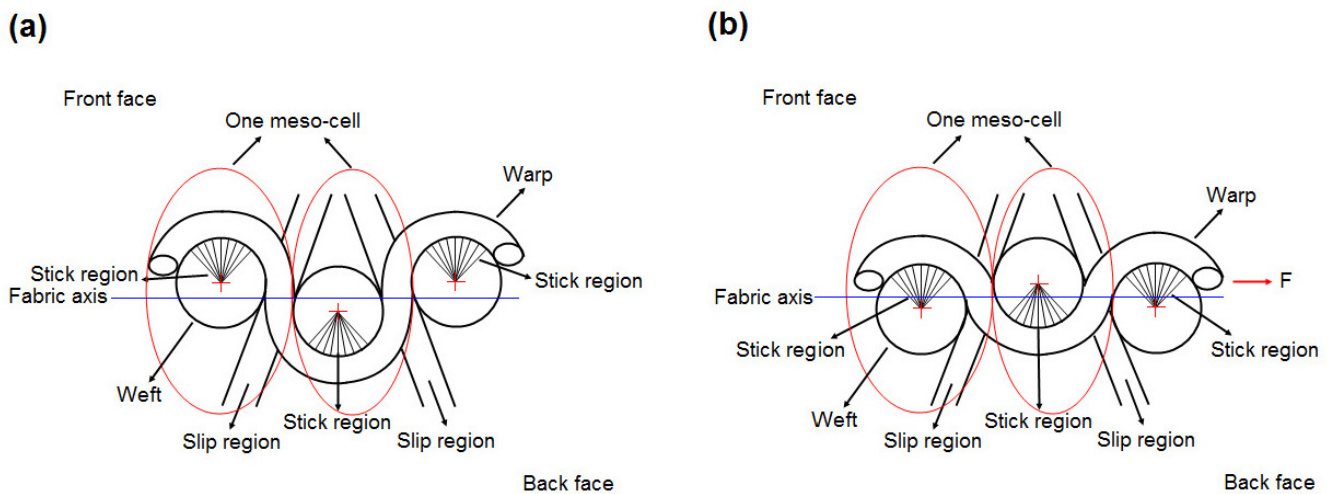 (a)
Front face
One meso-cell
Warp
Stick region
Stick region
Fabric axis
Weft
Stick region
Slip region
Slip region
Back face
(b)
Front face
One meso-cell
Warp
F
Fabric axis
Stick region
Stick region
Weft
Stick region
Slip region
Slip region
Back face